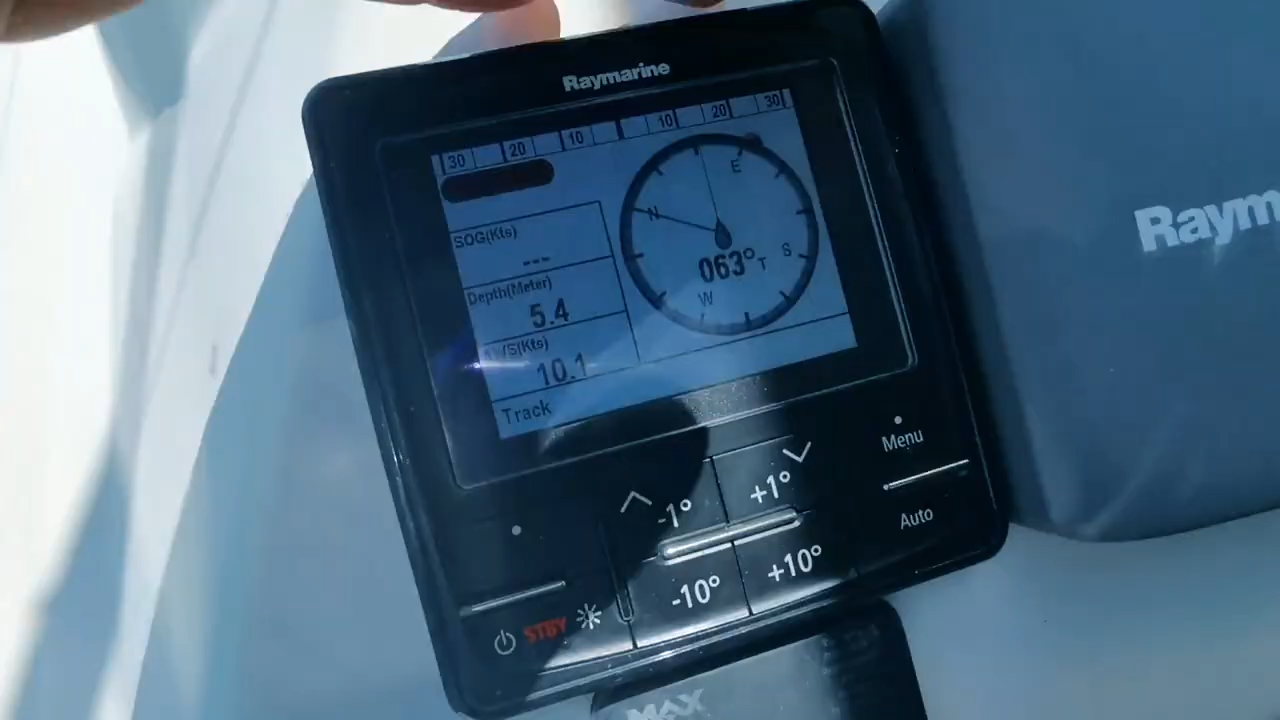 Raymarine
30 20 10 10 20 30
SOG(Kts)
---
Depth(Meter)
5.4
10.1
Track
N
E
S
W
063°T
Raym
-1°
+1°
-10°
+10°
Menu
Auto
STBY
MAX